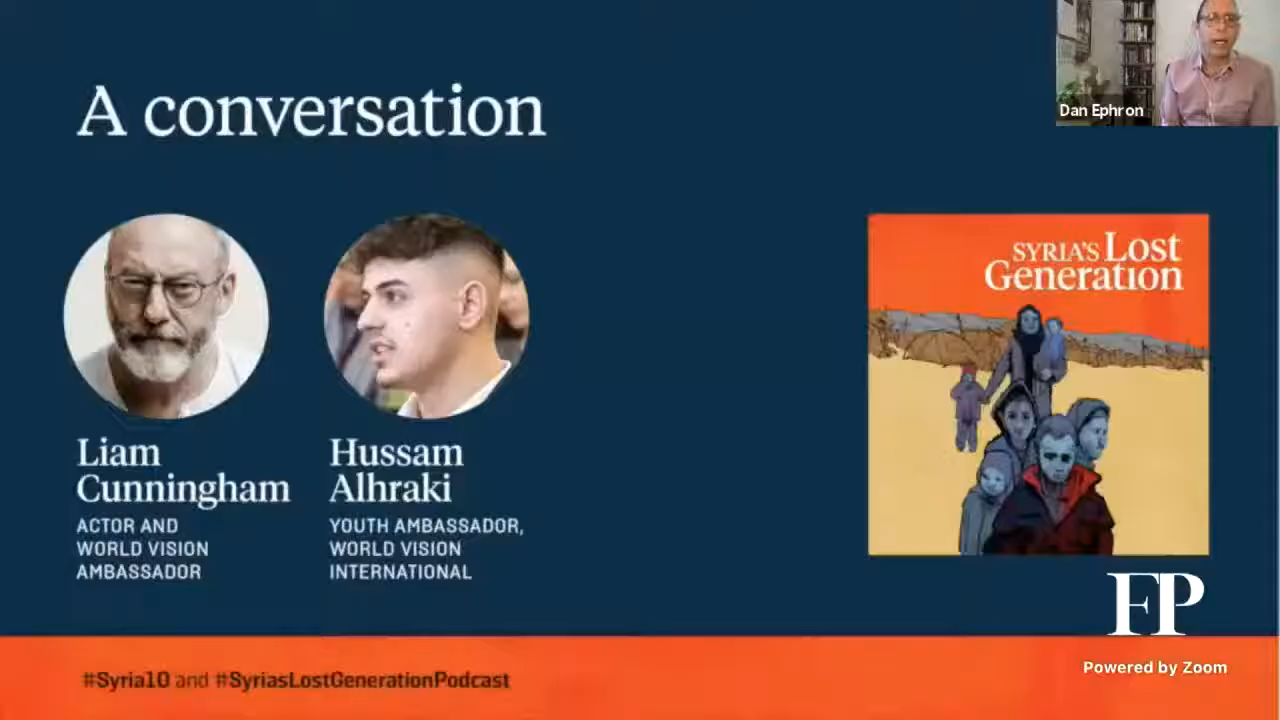 A conversation
Dan Ephron
SYRIA'S Lost
Generation
Liam
Cunningham
ACTOR AND
WORLD VISION
AMBASSADOR
Hussam
Alhraki
YOUTH AMBASSADOR,
WORLD VISION
INTERNATIONAL
FP
Powered by Zoom
#Syria10 and #SyriasLostGenerationPodcast